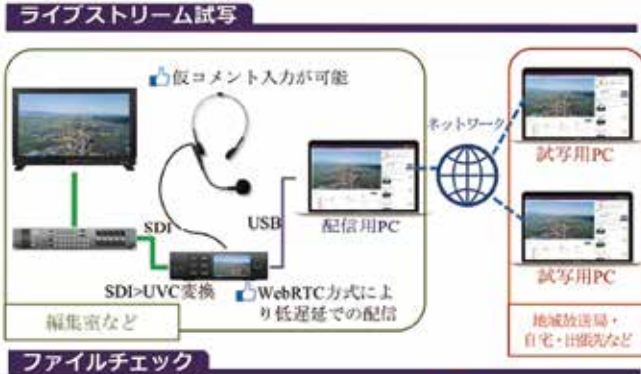 ライブストリーム試写
仮コメント入力が可能
ネットワーク
試写用PC
SDI
USB
配信用PC
試写用PC
SDI>UVC変換
WebRTC方式によ
り低遅延での配信
編集室など
地域放送局・
自宅・出張先など
ファイルチェック